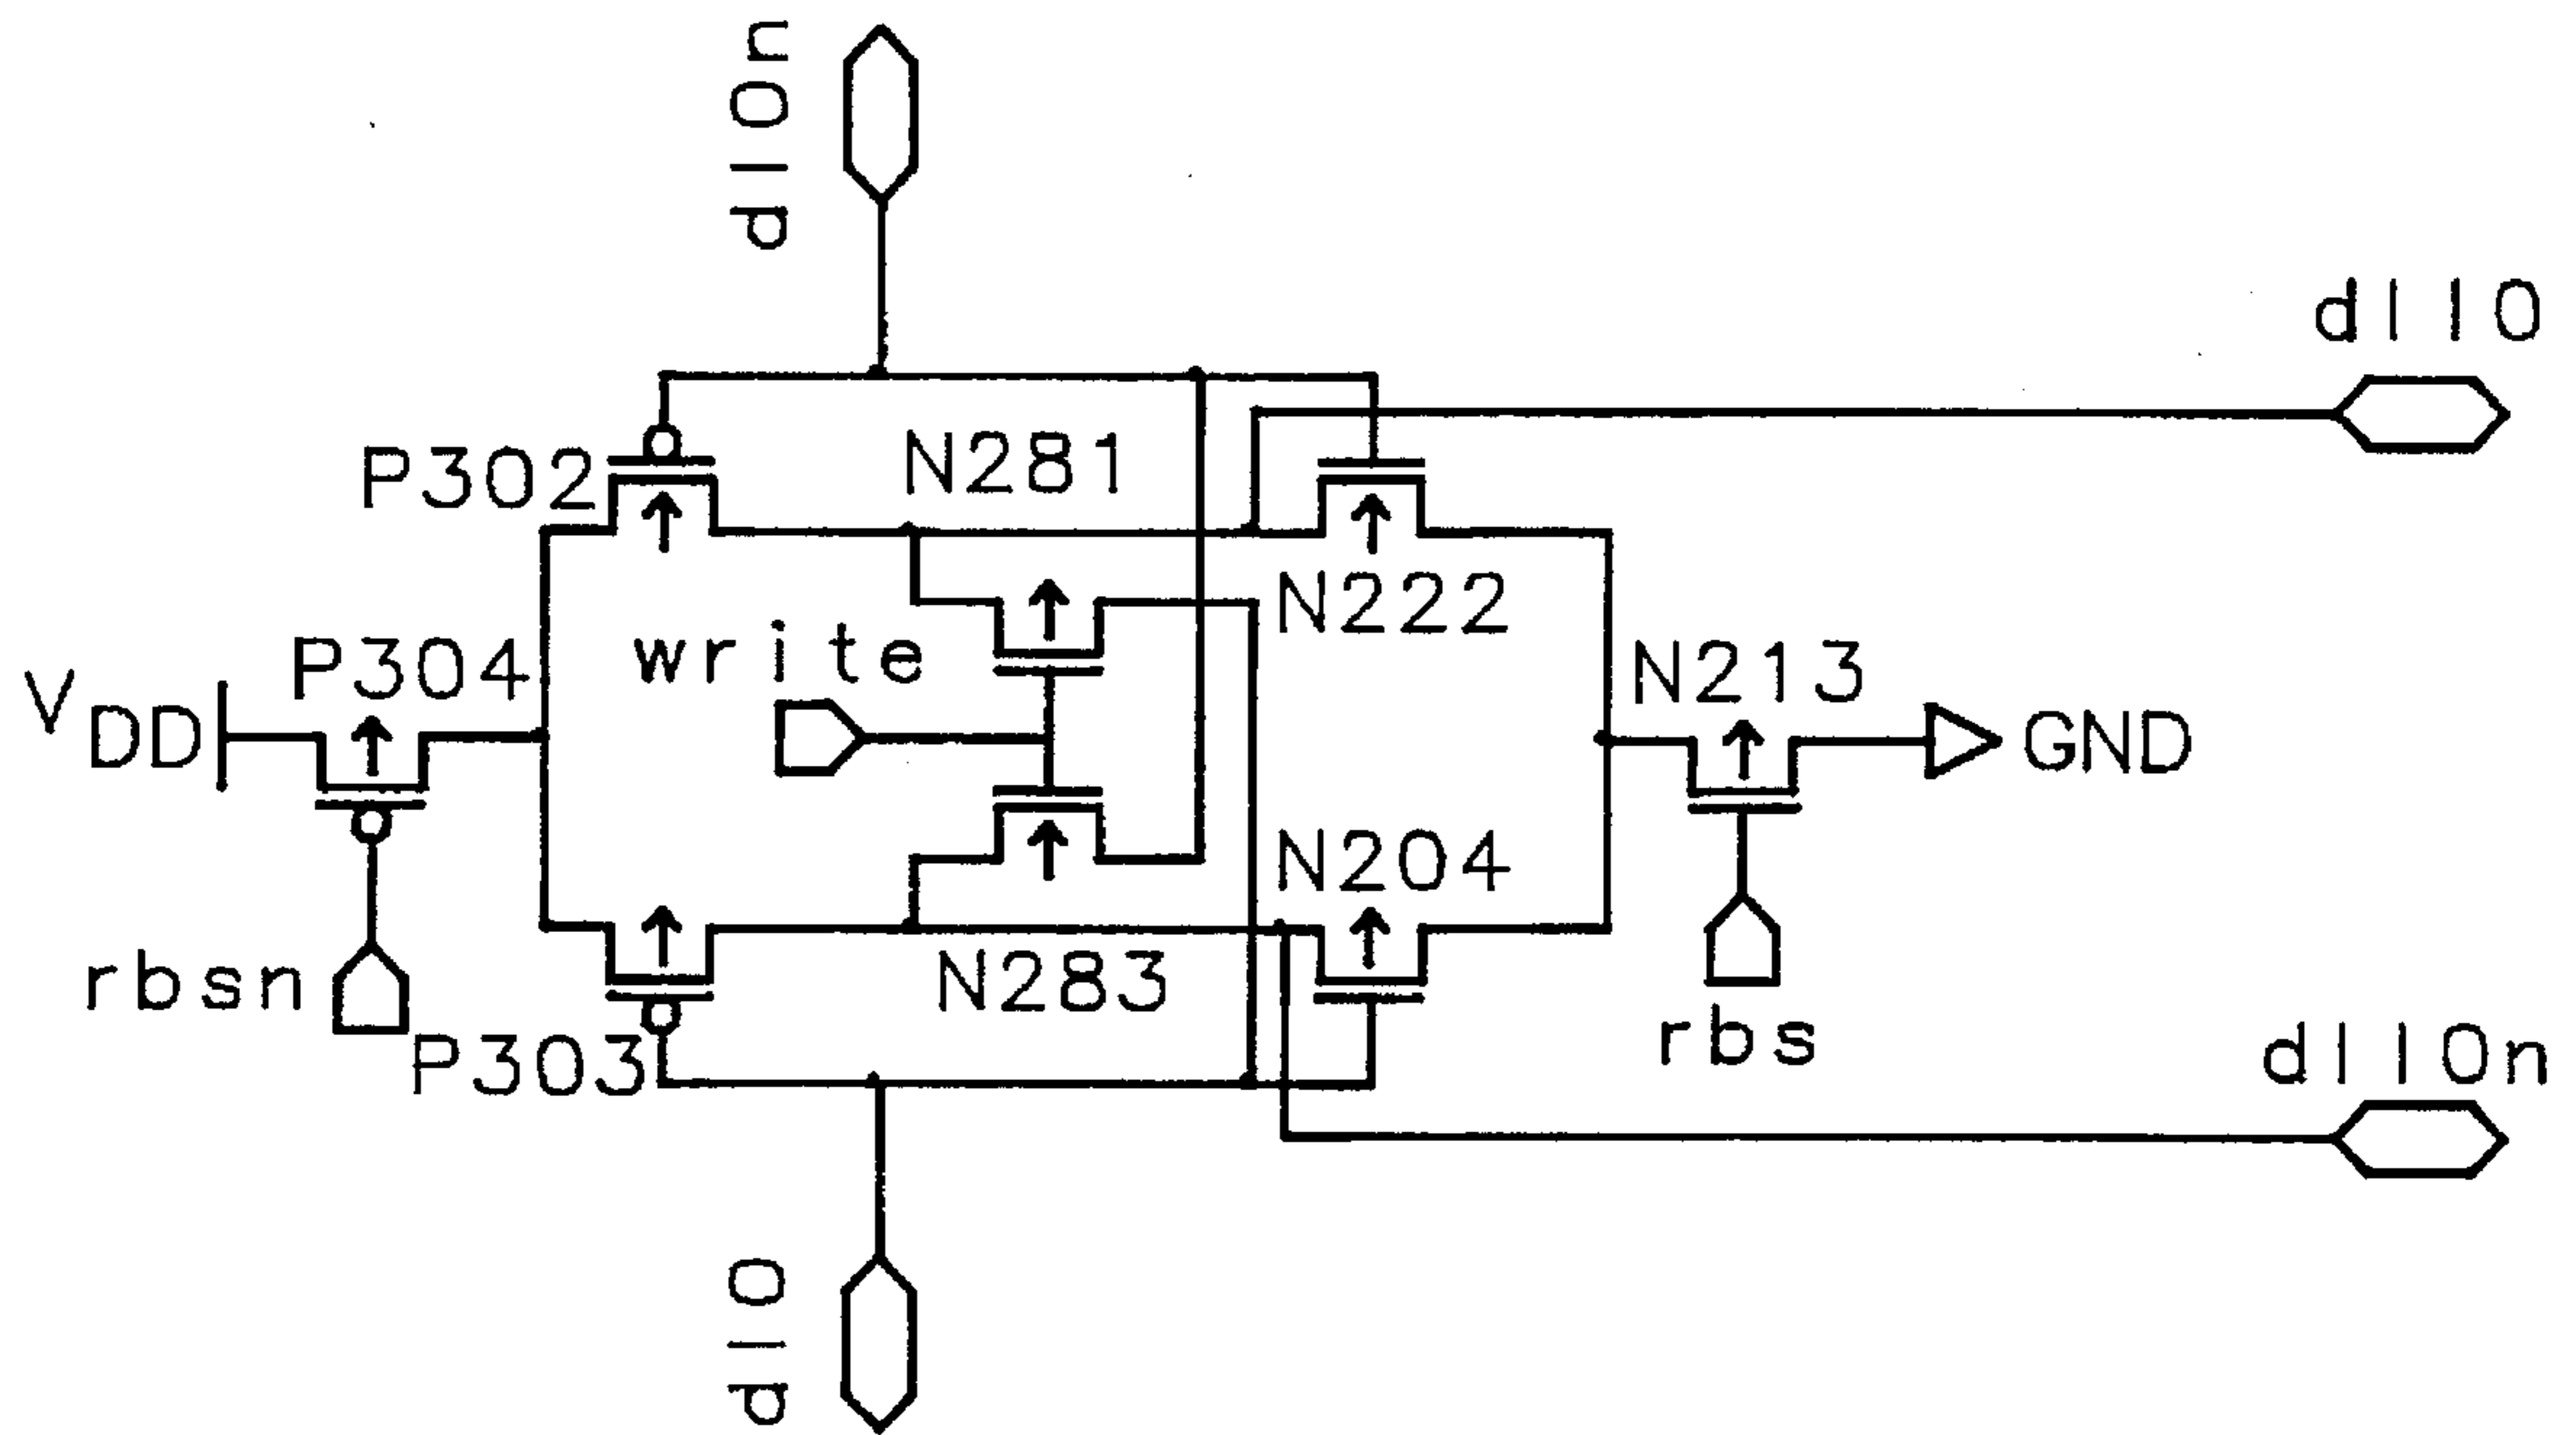 dl0n
dll0
P302
N281
N222
VDD
P304
write
N213
GND
N204
rbsn
N283
rbs
P303
dll0n
dl0